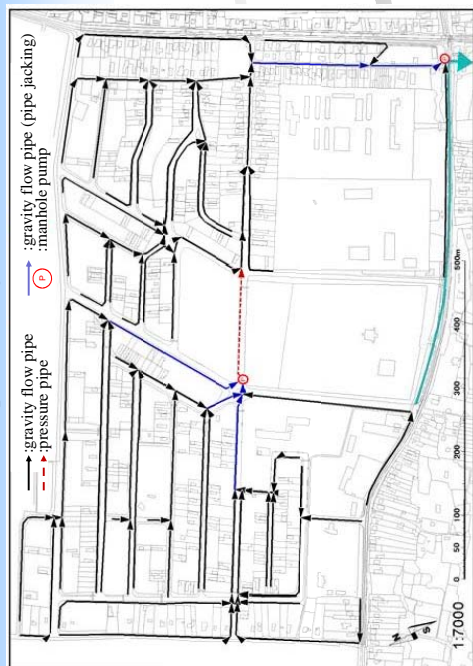 :gravity flow pipe
:pressure pipe
:gravity flow pipe (pipe jacking)
P :manhole pump
P
P
0 50 100 200 300 400 500m
1:7000
N
S